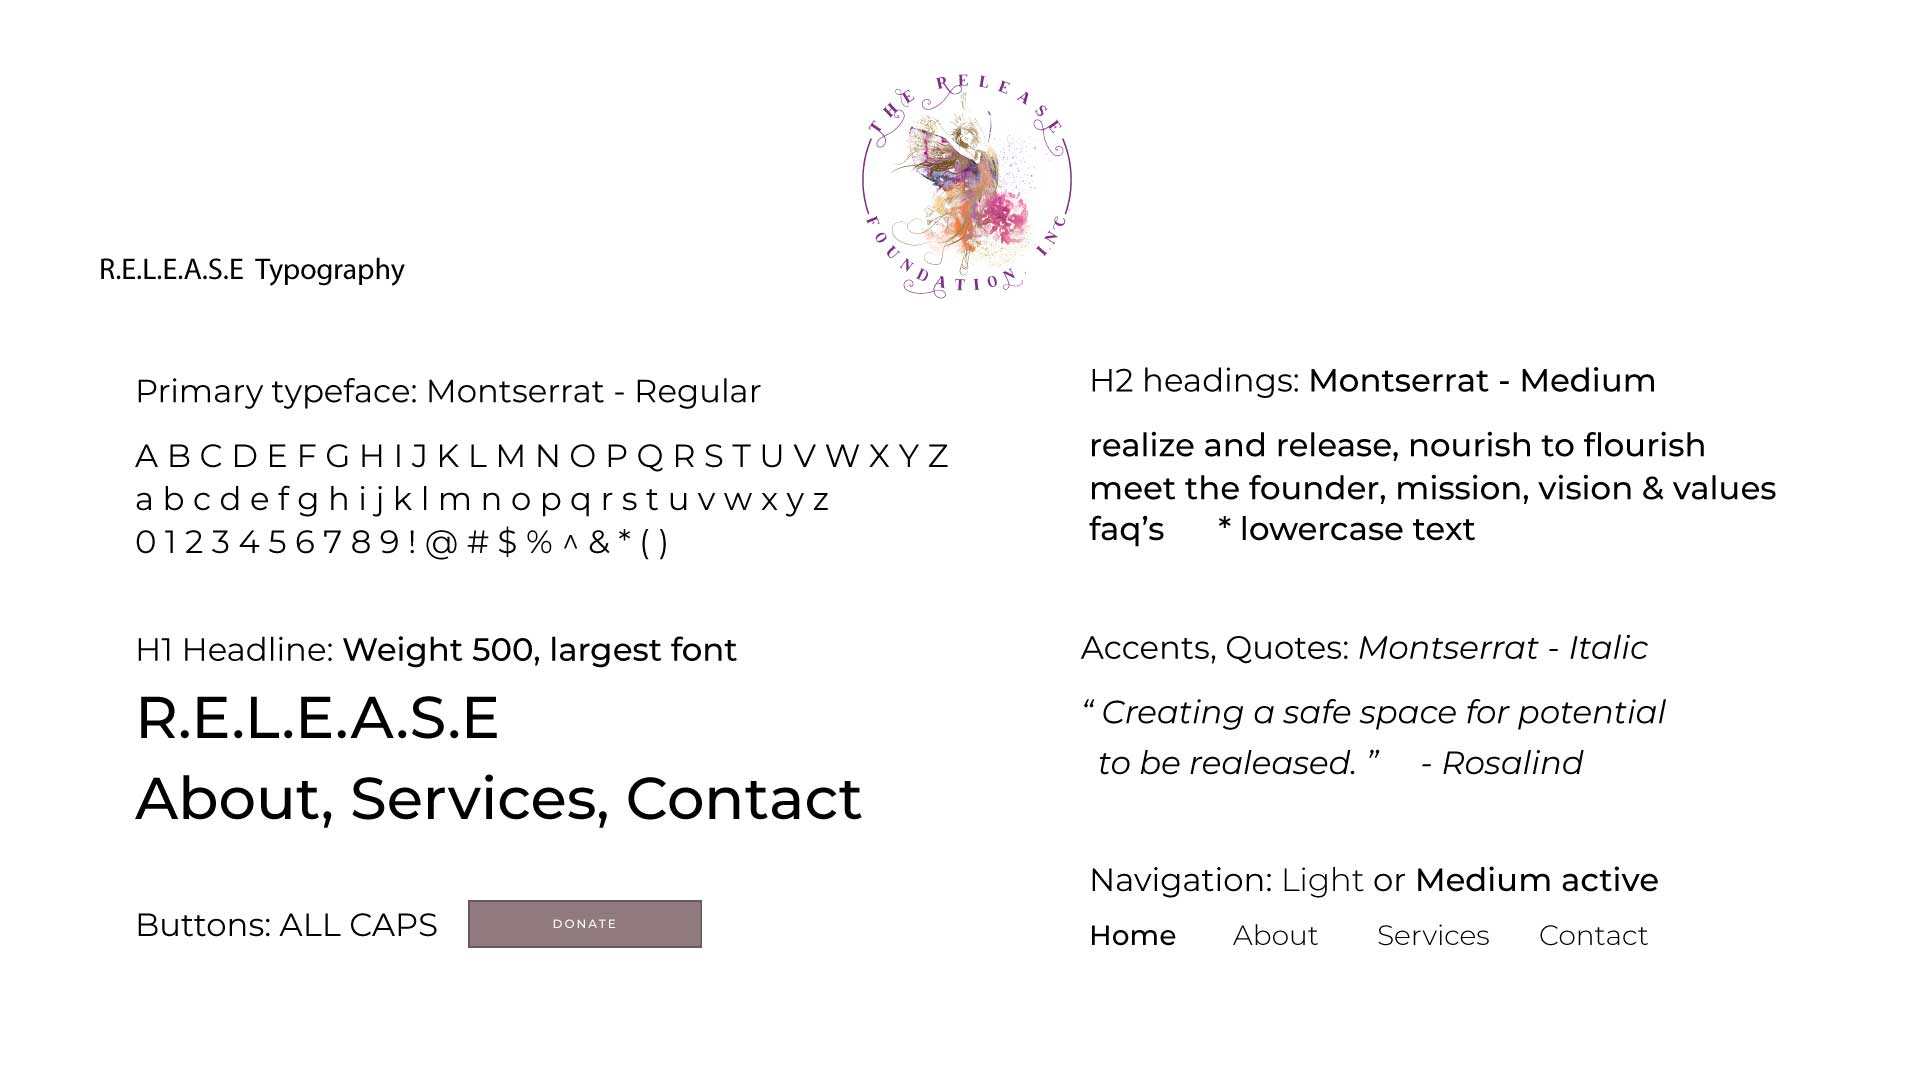 THE RELEASE
FOUNDATION, INC
R.E.L.E.A.S.E Typography
Primary typeface: Montserrat - Regular
A B C D E F G H I J K L M N O P Q R S T U V W X Y Z
a b c d e f g h i j k l m n o p q r s t u v w x y z
0 1 2 3 4 5 6 7 8 9 ! @ # $ % ^ & * ( )
H1 Headline: Weight 500, largest font
R.E.L.E.A.S.E
About, Services, Contact
Buttons: ALL CAPS
DONATE
H2 headings: Montserrat - Medium
realize and release, nourish to flourish
meet the founder, mission, vision & values
faq’s * lowercase text
Accents, Quotes: Montserrat - Italic
“ Creating a safe space for potential
to be realeased. ” - Rosalind
Navigation: Light or Medium active
Home About Services Contact